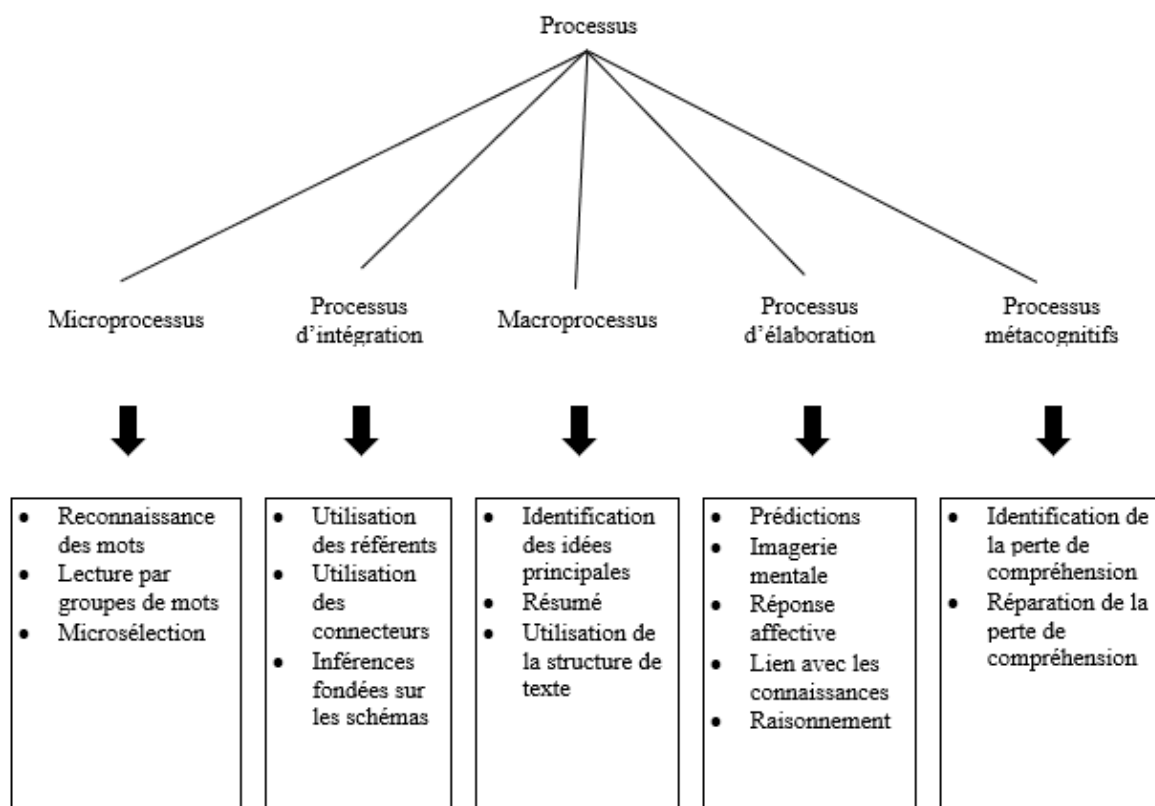 Processus
Microprocessus
Processus
d’intégration
Macroprocessus
Processus
d’élaboration
Processus
métacognitifs
• Reconnaissance
des mots
• Lecture par
groupes de mots
• Microsélection
• Utilisation
des référents
• Utilisation
des
connecteurs
• Inférences
fondées sur
les schémas
• Identification
des idées
principales
• Résumé
• Utilisation de
la structure de
texte
• Prédictions
• Imagerie
mentale
• Réponse
affective
• Lien avec les
connaissances
• Raisonnement
• Identification de
la perte de
compréhension
• Réparation de la
perte de
compréhension